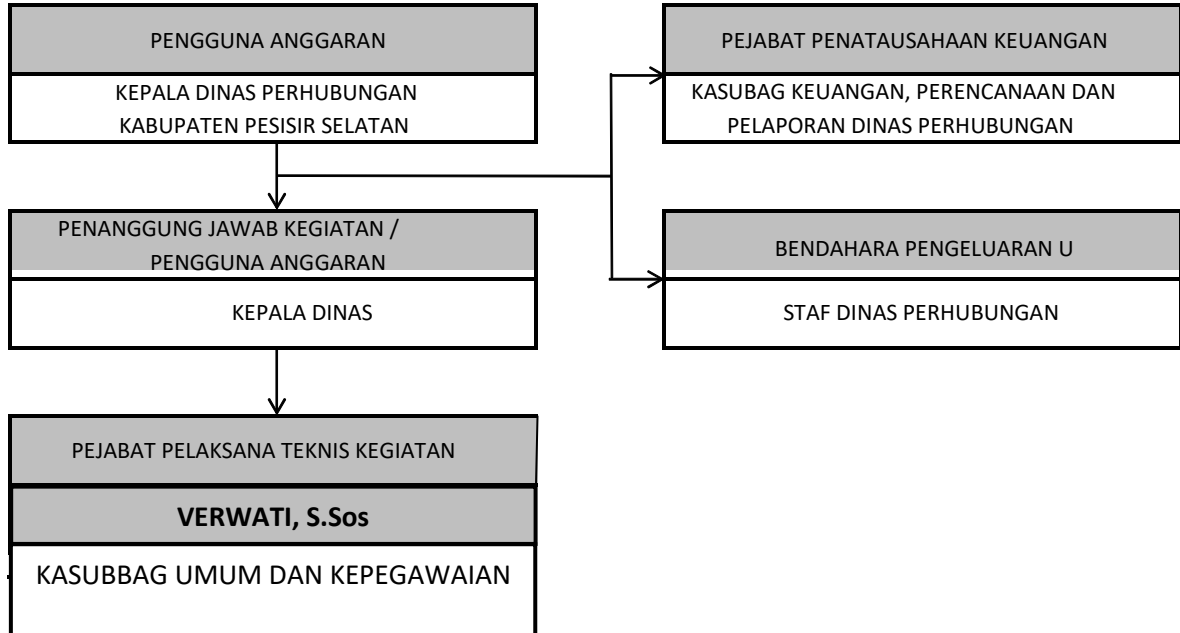 PENGGUNA ANGGARAN
KEPALA DINAS PERHUBUNGAN
KABUPATEN PESISIR SELATAN
PEJABAT PENATAUSAHAAN KEUANGAN
KASUBAG KEUANGAN, PERENCANAAN DAN
PELAPORAN DINAS PERHUBUNGAN
PENANGGUNG JAWAB KEGIATAN /
PENGGUNA ANGGARAN
KEPALA DINAS
BENDAHARA PENGELUARAN U
STAF DINAS PERHUBUNGAN
PEJABAT PELAKSANA TEKNIS KEGIATAN
VERWATI, S.Sos
KASUBBAG UMUM DAN KEPEGAWAIAN